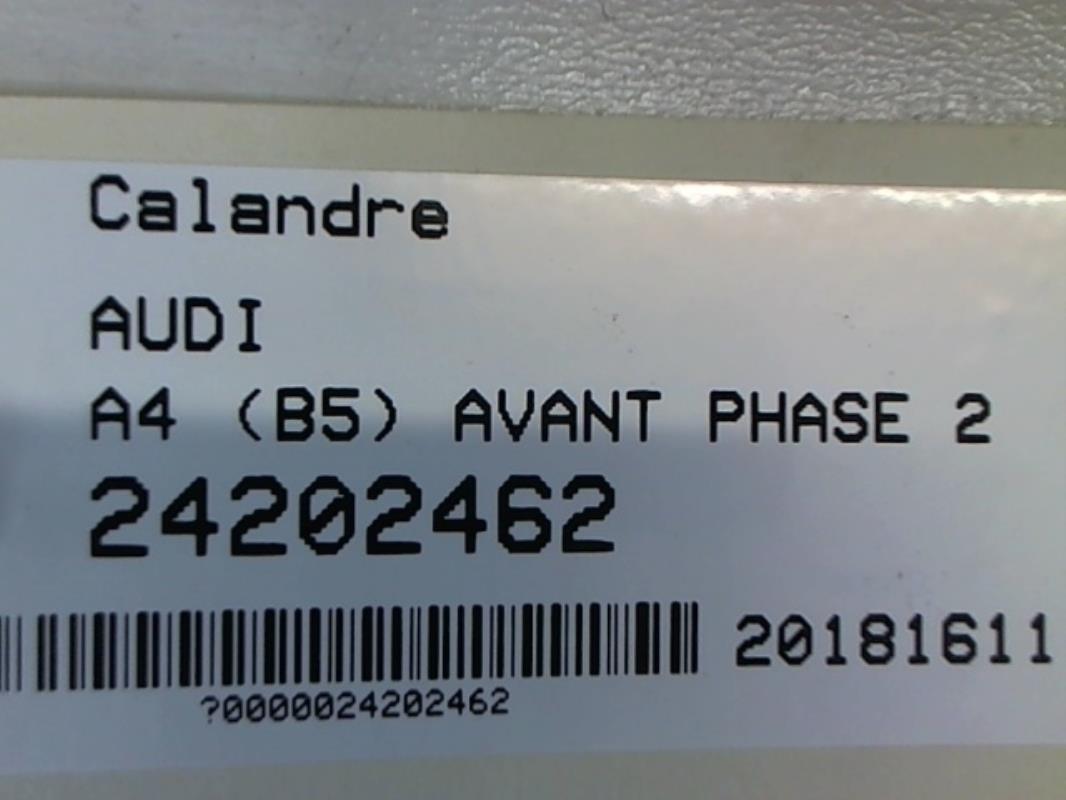 Calandre
AUDI
A4 (B5) AVANT PHASE 2
24202462
20181611
?0000024202462